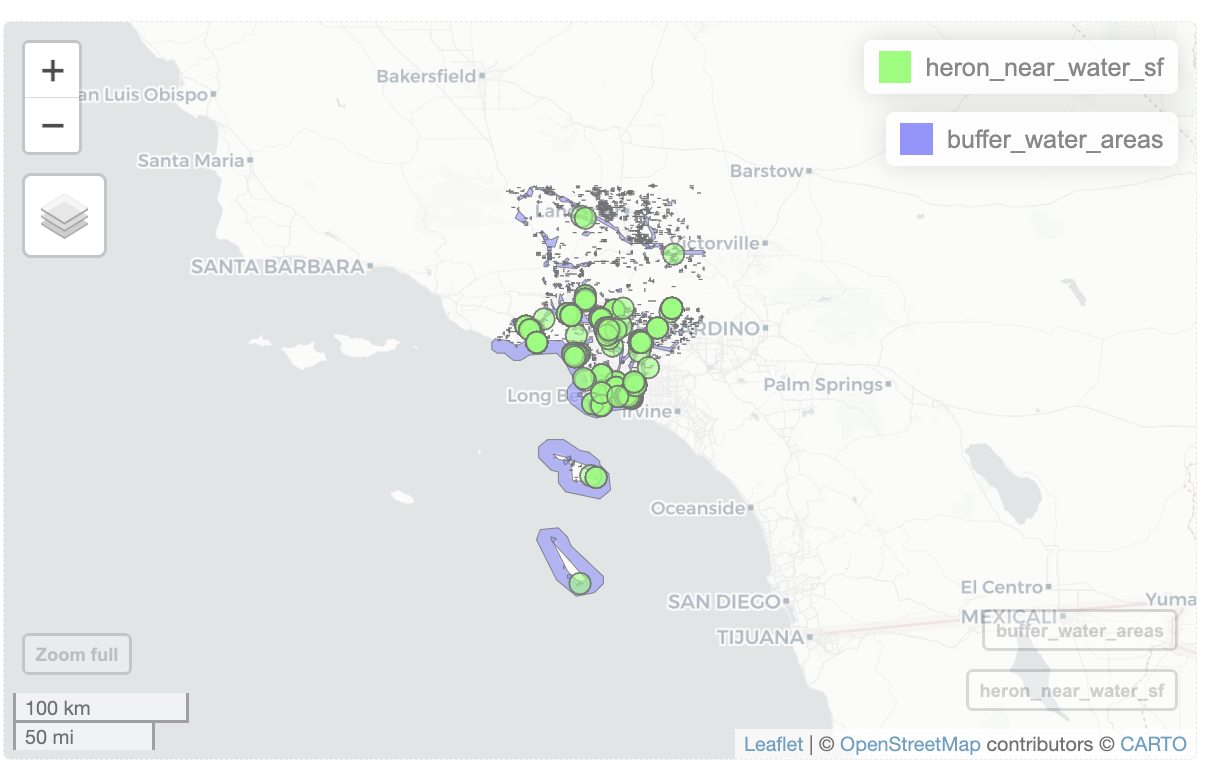 +
heron_near_water_sf
Bakersfield
an Luis Obispo
−
buffer_water_areas
Santa Maria
Barstow
Lan
ictorville
SANTA BARBARA
RDINO
Palm Springs
Long Be
Irvine
Oceanside
El Centro
SAN DIEGO
Yuma
MEXICALI
buffer_water_areas
TIJUANA
Zoom full
heron_near_water_sf
100 km
50 mi
Leaflet | © OpenStreetMap contributors © CARTO